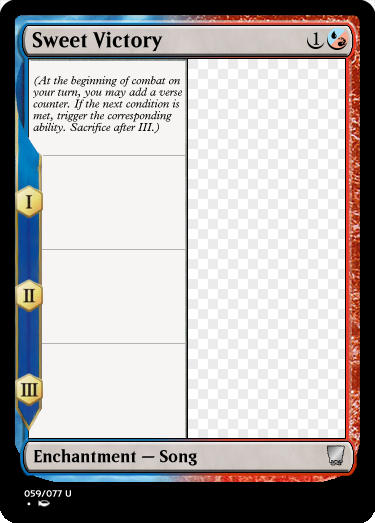 Sweet Victory 1
(At the beginning of combat on
your turn, you may add a verse
counter. If the next condition is
met, trigger the corresponding
ability. Sacrifice after III.)
I
II
III
Enchantment — Song
059/077 U